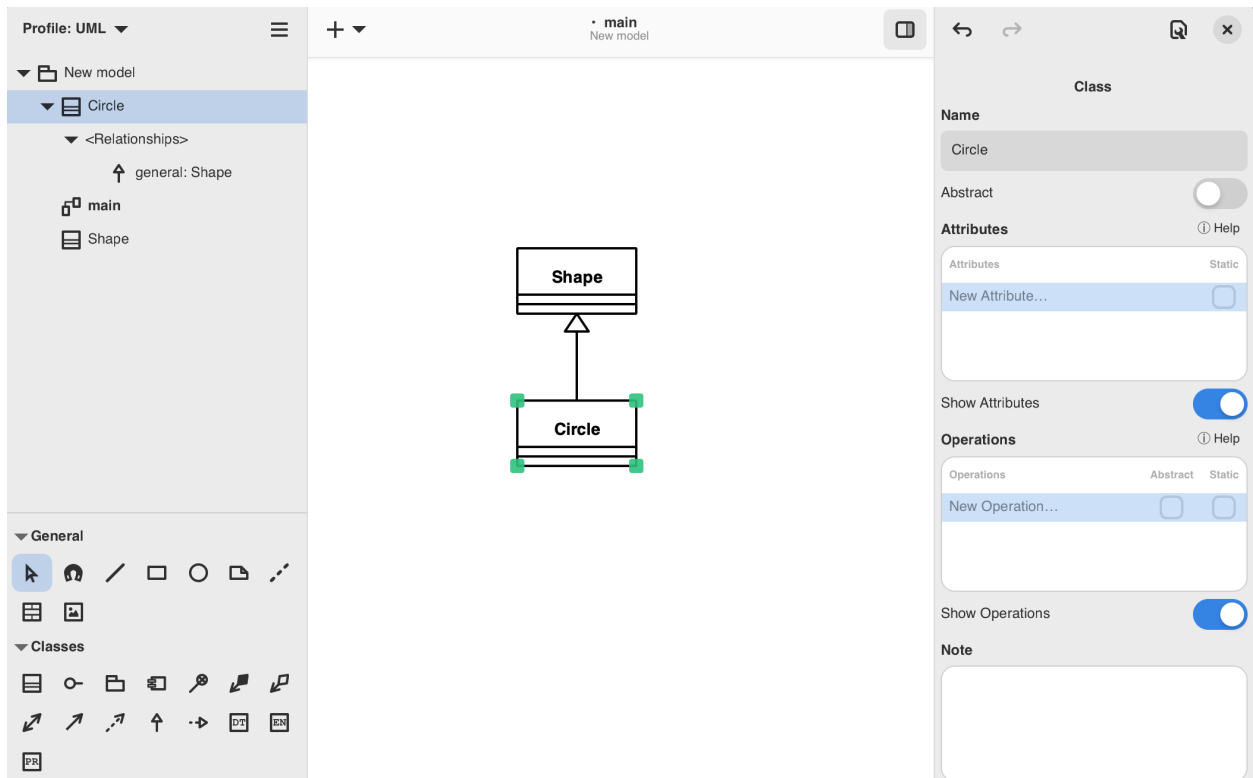 Profile: UML
New model
Circle
<Relationships>
general: Shape
main
Shape
General
Classes
DT
EN
PR
• main
New model
Shape
Circle
Class
Name
Circle
Abstract
Attributes
Help
Attributes Static
New Attribute…
Show Attributes
Operations
Help
Operations Abstract Static
New Operation…
Show Operations
Note